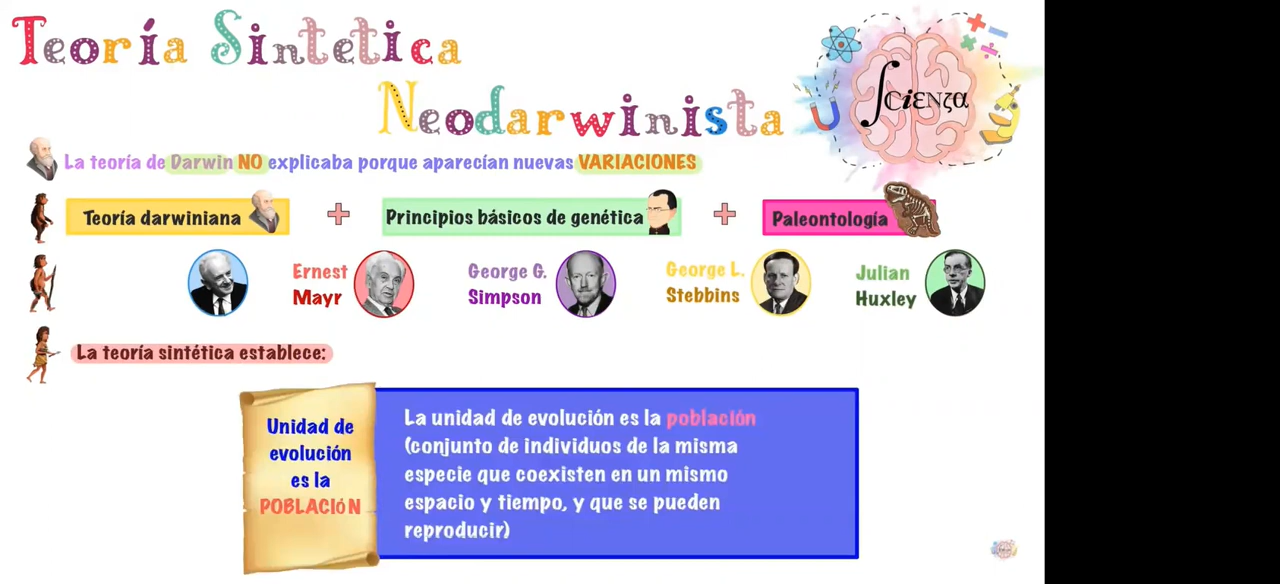 Teoría Sintetica
Neodarwinista
ScienZa
La teoría de Darwin NO explicaba porque aparecían nuevas VARIACIONES
Teoría darwiniana + Principios básicos de genética + Paleontología
Ernest
Mayr
George G.
Simpson
George L.
Stebbins
Julian
Huxley
La teoría sintética establece:
Unidad de
evolución
es la
POBLACIÓN
La unidad de evolución es la población
(conjunto de individuos de la misma
especie que coexisten en un mismo
espacio y tiempo, y que se pueden
reproducir)